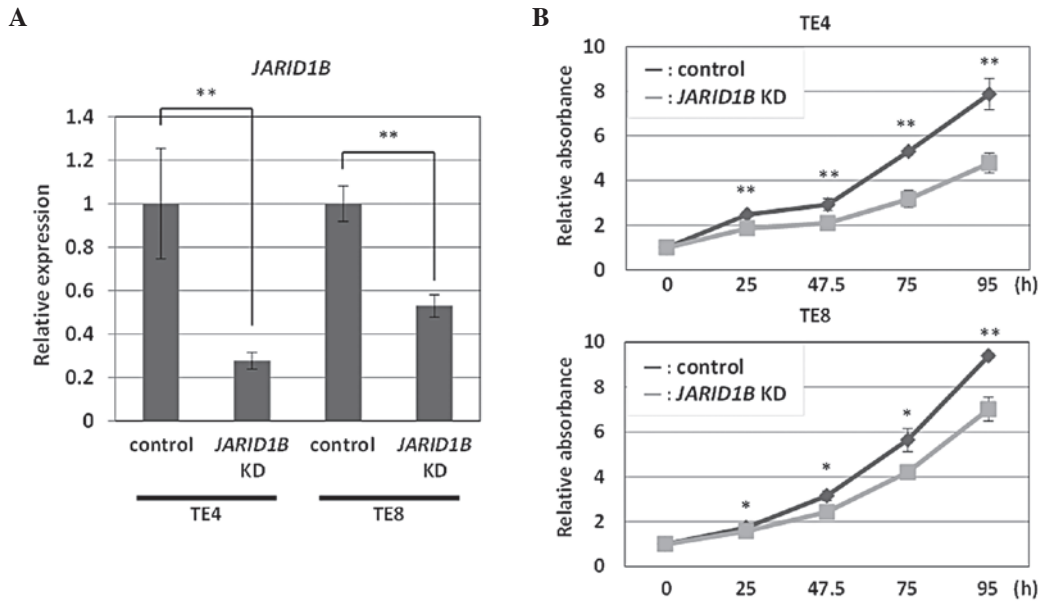 A
JARID1B
Relative expression
1.4
1.2
1
0.8
0.6
0.4
0.2
0
**
**
control
JARID1B
KD
control
JARID1B
KD
TE4
TE8
B
TE4
Relative absorbance
10
8
6
4
2
0
: control
: JARID1B KD
**
**
**
**
0 25 47.5 75 95 (h)
TE8
Relative absorbance
10
8
6
4
2
0
: control
: JARID1B KD
*
*
*
**
0 25 47.5 75 95 (h)